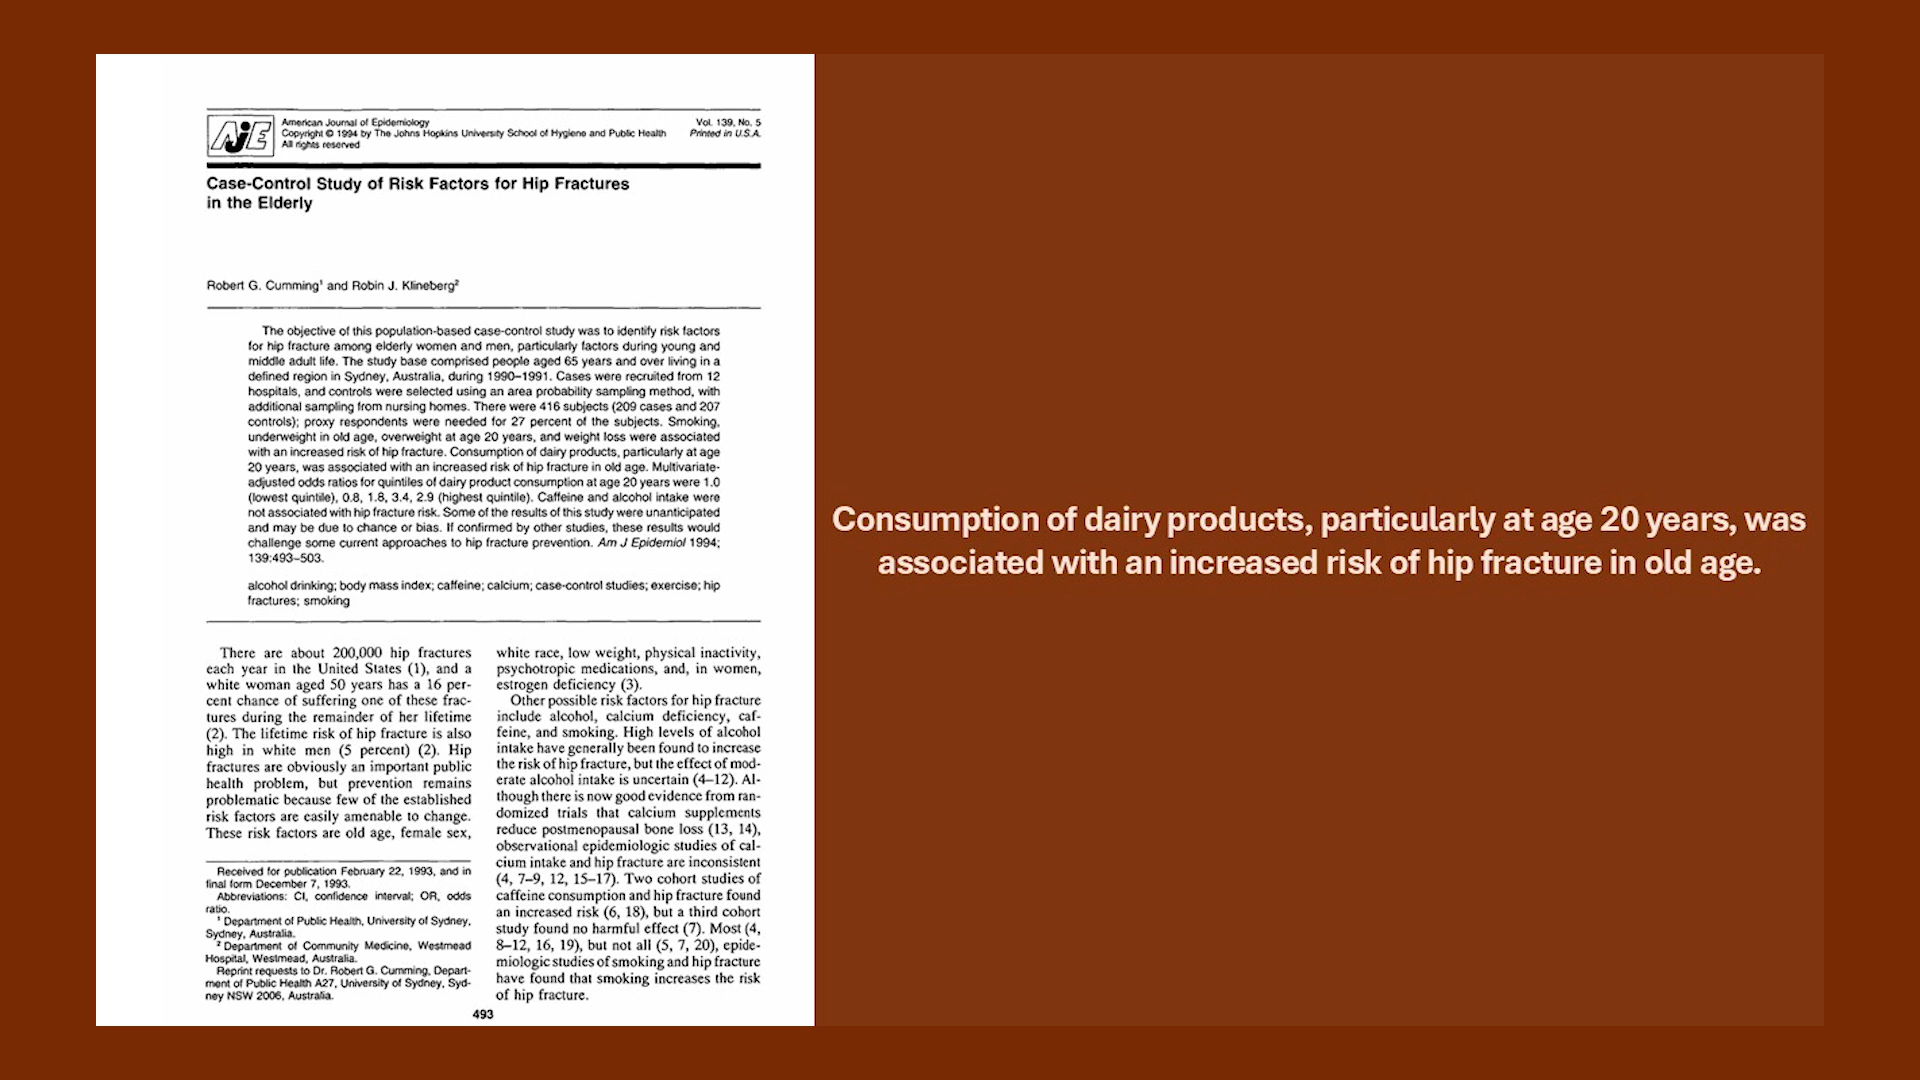 AJE
American Journal of Epidemiology
Copyright © 1994 by The Johns Hopkins University School of Hygiene and Public Health
All rights reserved
Vol. 139, No. 5
Printed in U.S.A.
Case-Control Study of Risk Factors for Hip Fractures
in the Elderly
Robert G. Cumming¹ and Robin J. Klineberg²
The objective of this population-based case-control study was to identify risk factors
for hip fracture among elderly women and men, particularly factors during young and
middle adult life. The study base comprised people aged 65 years and over living in a
defined region in Sydney, Australia, during 1990–1991. Cases were recruited from 12
hospitals, and controls were selected using an area probability sampling method, with
additional sampling from nursing homes. There were 416 subjects (209 cases and 207
controls); proxy respondents were needed for 27 percent of the subjects. Smoking,
underweight in old age, overweight at age 20 years, and weight loss were associated
with an increased risk of hip fracture. Consumption of dairy products, particularly at age
20 years, was associated with an increased risk of hip fracture in old age. Multivariate-
adjusted odds ratios for quintiles of dairy product consumption at age 20 years were 1.0
(lowest quintile), 0.8, 1.8, 3.4, 2.9 (highest quintile). Caffeine and alcohol intake were
not associated with hip fracture risk. Some of the results of this study were unanticipated
and may be due to chance or bias. If confirmed by other studies, these results would
challenge some current approaches to hip fracture prevention. Am J Epidemiol 1994;
139:493–503.
alcohol drinking; body mass index; caffeine; calcium; case-control studies; exercise; hip
fractures; smoking
There are about 200,000 hip fractures
each year in the United States (1), and a
white woman aged 50 years has a 16 per-
cent chance of suffering one of these frac-
tures during the remainder of her lifetime
(2). The lifetime risk of hip fracture is also
high in white men (5 percent) (2). Hip
fractures are obviously an important public
health problem, but prevention remains
problematic because few of the established
risk factors are easily amenable to change.
These risk factors are old age, female sex,
Received for publication February 22, 1993, and in
final form December 7, 1993.
Abbreviations: CI, confidence interval; OR, odds
ratio.
¹ Department of Public Health, University of Sydney,
Sydney, Australia.
² Department of Community Medicine, Westmead
Hospital, Westmead, Australia.
Reprint requests to Dr. Robert G. Cumming, Depart-
ment of Public Health A27, University of Sydney, Syd-
ney NSW 2006, Australia.
white race, low weight, physical inactivity,
psychotropic medications, and, in women,
estrogen deficiency (3).
Other possible risk factors for hip fracture
include alcohol, calcium deficiency, caf-
feine, and smoking. High levels of alcohol
intake have generally been found to increase
the risk of hip fracture, but the effect of mod-
erate alcohol intake is uncertain (4–12). Al-
though there is now good evidence from ran-
domized trials that calcium supplements
reduce postmenopausal bone loss (13, 14),
observational epidemiologic studies of cal-
cium intake and hip fracture are inconsistent
(4, 7–9, 12, 15–17). Two cohort studies of
caffeine consumption and hip fracture found
an increased risk (6, 18), but a third cohort
study found no harmful effect (7). Most (4,
8–12, 16, 19), but not all (5, 7, 20), epide-
miologic studies of smoking and hip fracture
have found that smoking increases the risk
of hip fracture.
493
Consumption of dairy products, particularly at age 20 years, was
associated with an increased risk of hip fracture in old age.